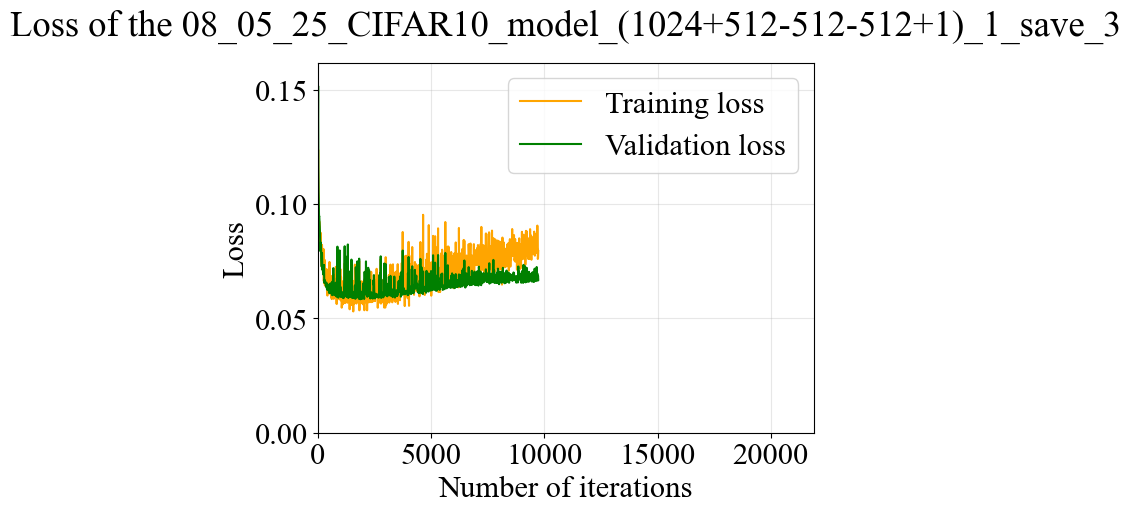 Loss of the 08_05_25_CIFAR10_model_(1024+512-512-512+1)_1_save_3
Training loss
Validation loss
0.15
0.10
0.05
0.00
Loss
0 5000 10000 15000 20000
Number of iterations